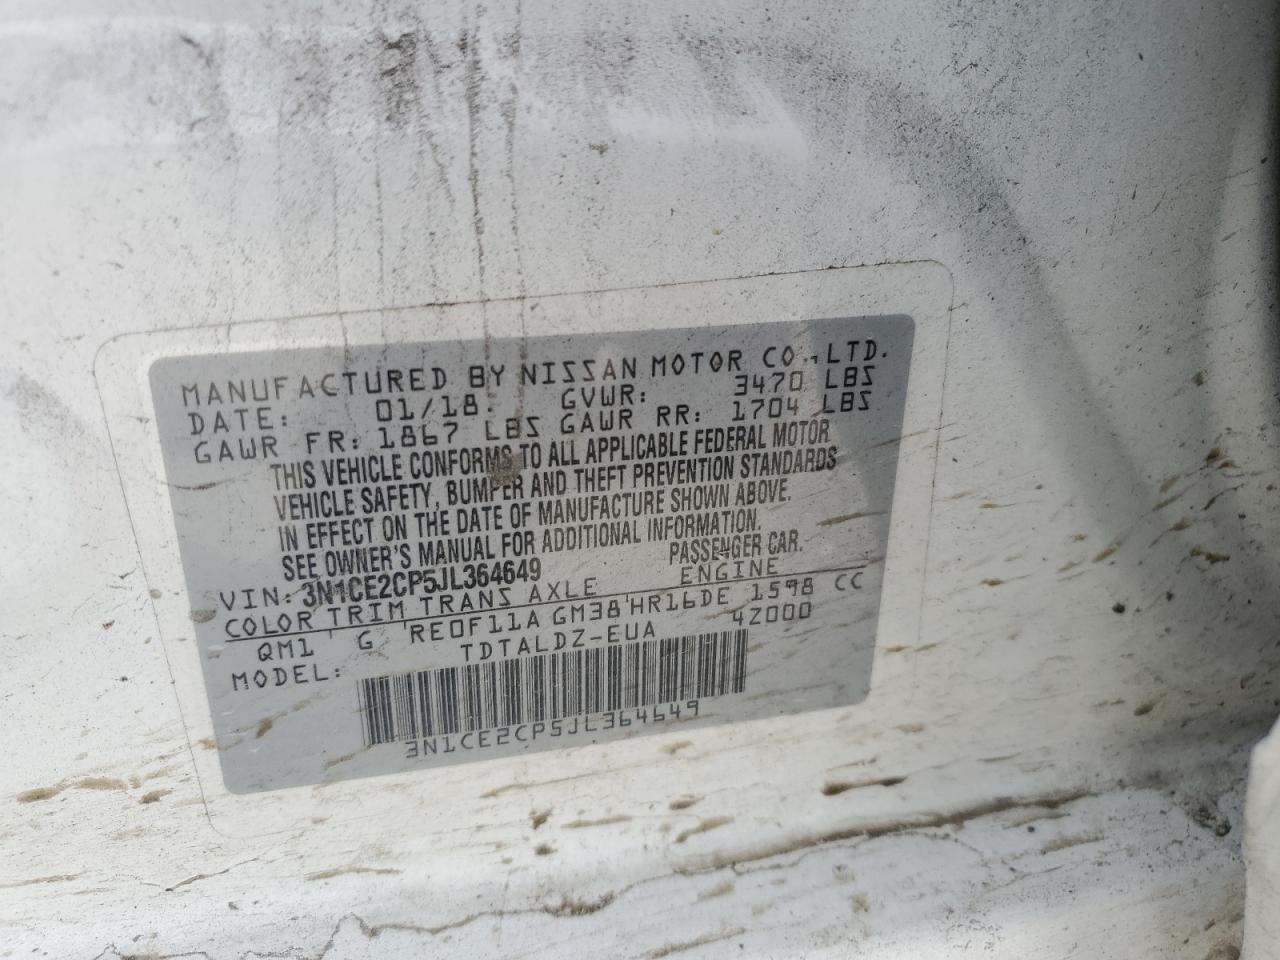 MANUFACTURED BY NISSAN MOTOR CO.,LTD.
DATE: 01/18 GVWR: 3470 LBS
GAWR FR: 1867 LBS GAWR RR: 1704 LBS
THIS VEHICLE CONFORMS TO ALL APPLICABLE FEDERAL MOTOR
VEHICLE SAFETY, BUMPER AND THEFT PREVENTION STANDARDS
IN EFFECT ON THE DATE OF MANUFACTURE SHOWN ABOVE.
SEE OWNER'S MANUAL FOR ADDITIONAL INFORMATION.
VIN: 3N1CE2CP5JL364649 PASSENGER CAR.
COLOR TRIM TRANS AXLE ENGINE
QM1 G RE0F11A GM38 HR16DE 1598 CC
MODEL: TDTALDZ-EUA 4Z000
3N1CE2CP5JL364649